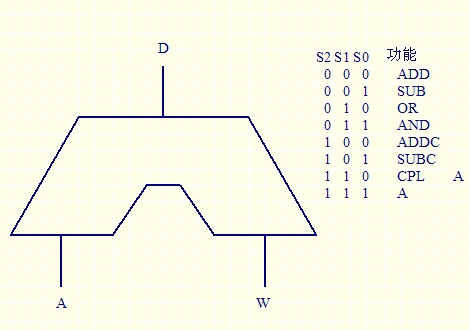 D
S2 S1 S0 功能
0 0 0 ADD
0 0 1 SUB
0 1 0 OR
0 1 1 AND
1 0 0 ADDC
1 0 1 SUBC
1 1 0 CPL A
1 1 1 A
A W